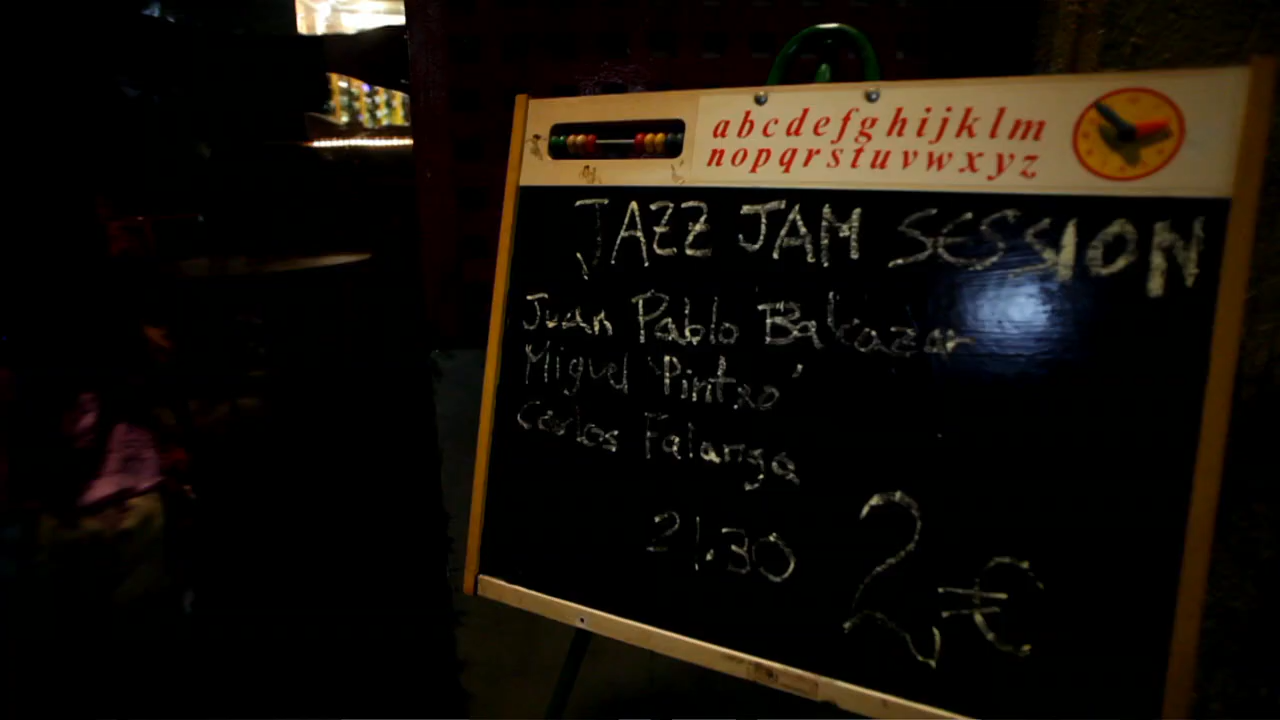 abcdefghijklm
nopqrstuvwxyz
JAZZ JAM SESSION
Juan Pablo Balcazar
Miguel 'Pintxo'
Carlos Falanga
21.30 2€